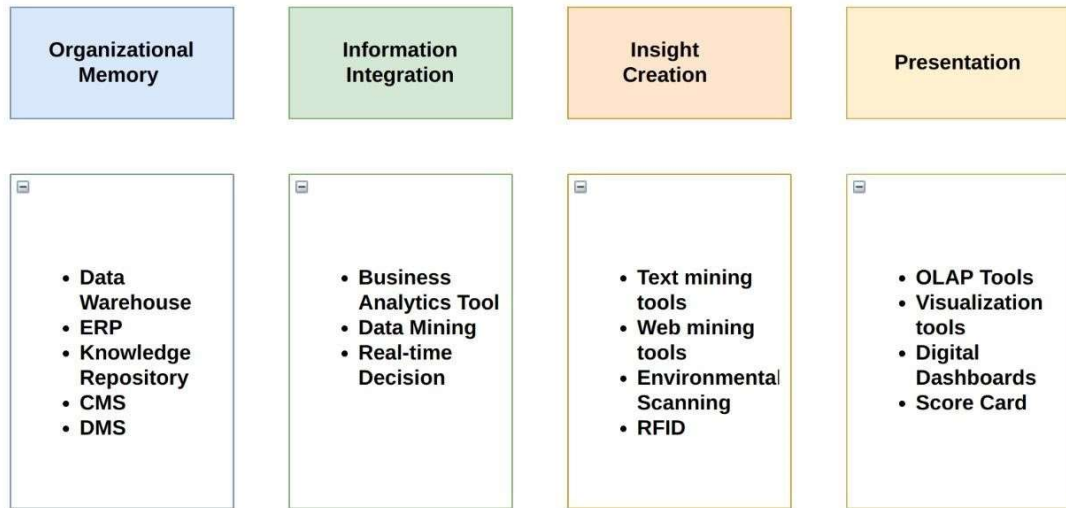 Organizational
Memory
Information
Integration
Insight
Creation
Presentation
• Data
Warehouse
• ERP
• Knowledge
Repository
• CMS
• DMS
• Business
Analytics Tool
• Data Mining
• Real-time
Decision
• Text mining
tools
• Web mining
tools
• Environmental
Scanning
• RFID
• OLAP Tools
• Visualization
tools
• Digital
Dashboards
• Score Card